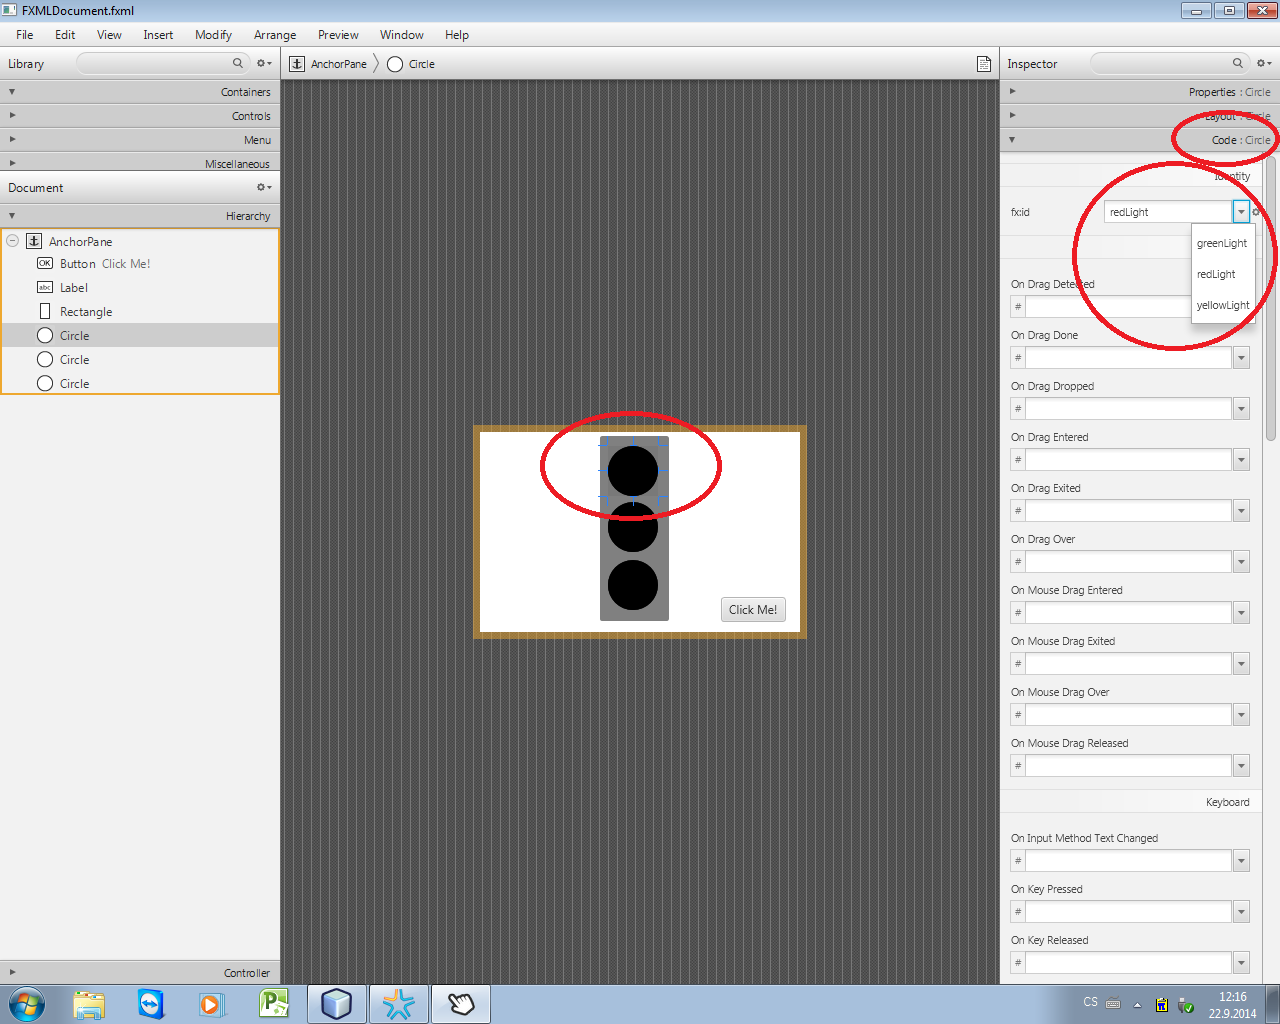 FXMLDocument.fxml
File Edit View Insert Modify Arrange Preview Window Help
Library
AnchorPane Circle
Inspector
Containers
Controls
Menu
Miscellaneous
Document
Hierarchy
AnchorPane
OK Button Click Me!
abc Label
Rectangle
Circle
Circle
Circle
Controller
Click Me!
Properties : Circle
Layout : Circle
Code : Circle
Identity
fx:id redLight
greenLight
redLight
yellowLight
On Drag Detected
#
On Drag Done
#
On Drag Dropped
#
On Drag Entered
#
On Drag Exited
#
On Drag Over
#
On Mouse Drag Entered
#
On Mouse Drag Exited
#
On Mouse Drag Over
#
On Mouse Drag Released
#
Keyboard
On Input Method Text Changed
#
On Key Pressed
#
On Key Released
#
CS
12:16
22.9.2014